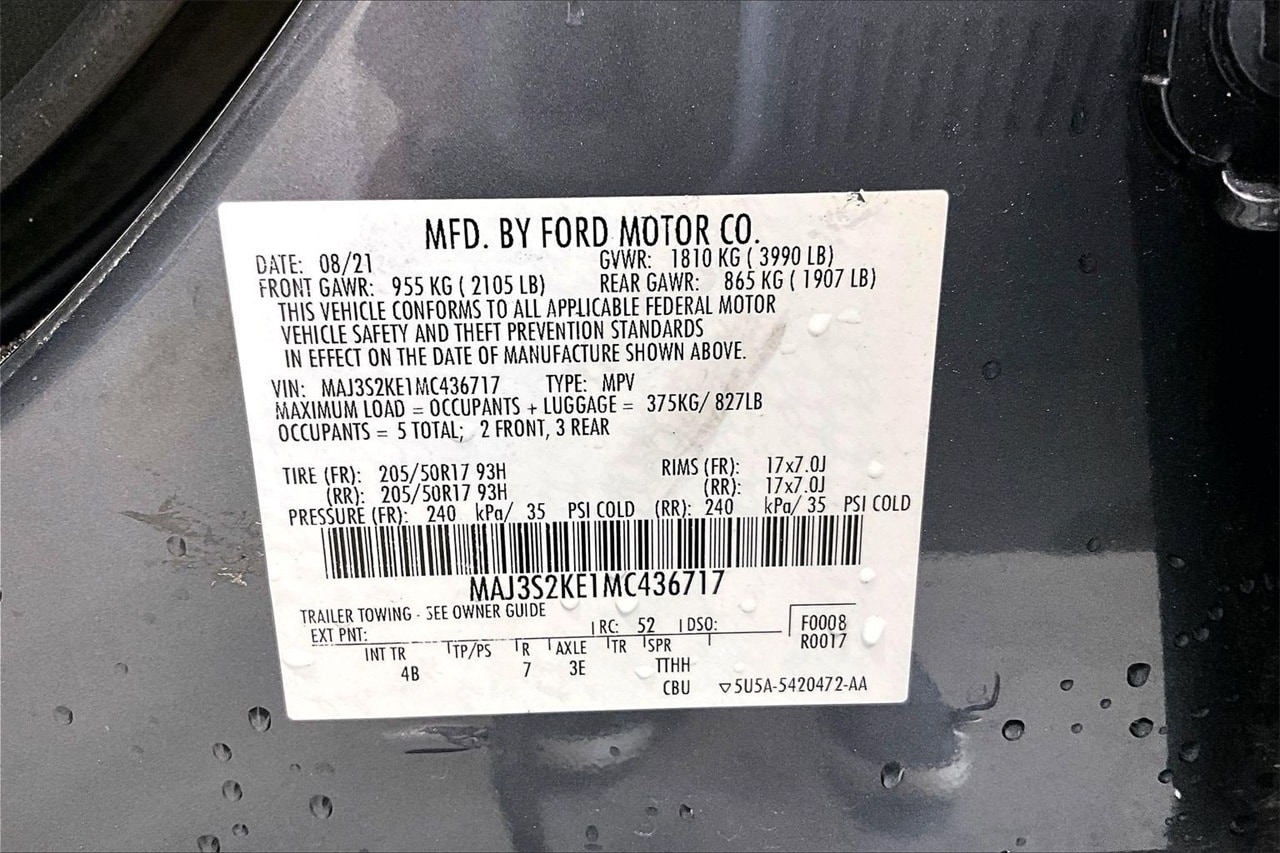 MFD. BY FORD MOTOR CO.
DATE: 08/21 GVWR: 1810 KG ( 3990 LB)
FRONT GAWR: 955 KG ( 2105 LB) REAR GAWR: 865 KG ( 1907 LB)
THIS VEHICLE CONFORMS TO ALL APPLICABLE FEDERAL MOTOR
VEHICLE SAFETY AND THEFT PREVENTION STANDARDS
IN EFFECT ON THE DATE OF MANUFACTURE SHOWN ABOVE.
VIN: MAJ3S2KE1MC436717 TYPE: MPV
MAXIMUM LOAD = OCCUPANTS + LUGGAGE = 375KG/ 827LB
OCCUPANTS = 5 TOTAL; 2 FRONT, 3 REAR
TIRE (FR): 205/50R17 93H RIMS (FR): 17x7.0J
(RR): 205/50R17 93H (RR): 17x7.0J
PRESSURE (FR): 240 kPa/ 35 PSI COLD (RR): 240 kPa/ 35 PSI COLD
MAJ3S2KE1MC436717
TRAILER TOWING - SEE OWNER GUIDE
EXT PNT: RC: 52 DSO: F0008
R0017
INT TR TP/PS R AXLE TR SPR
4B 7 3E TTHH
CBU ▽5U5A-5420472-AA